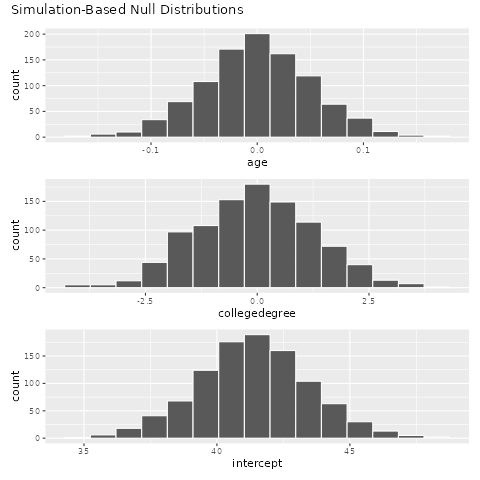 Simulation-Based Null Distributions
200
150
100
50
0
count
-0.1 0.0 0.1
age
150
100
50
0
count
-2.5 0.0 2.5
collegedegree
150
100
50
0
count
35 40 45
intercept